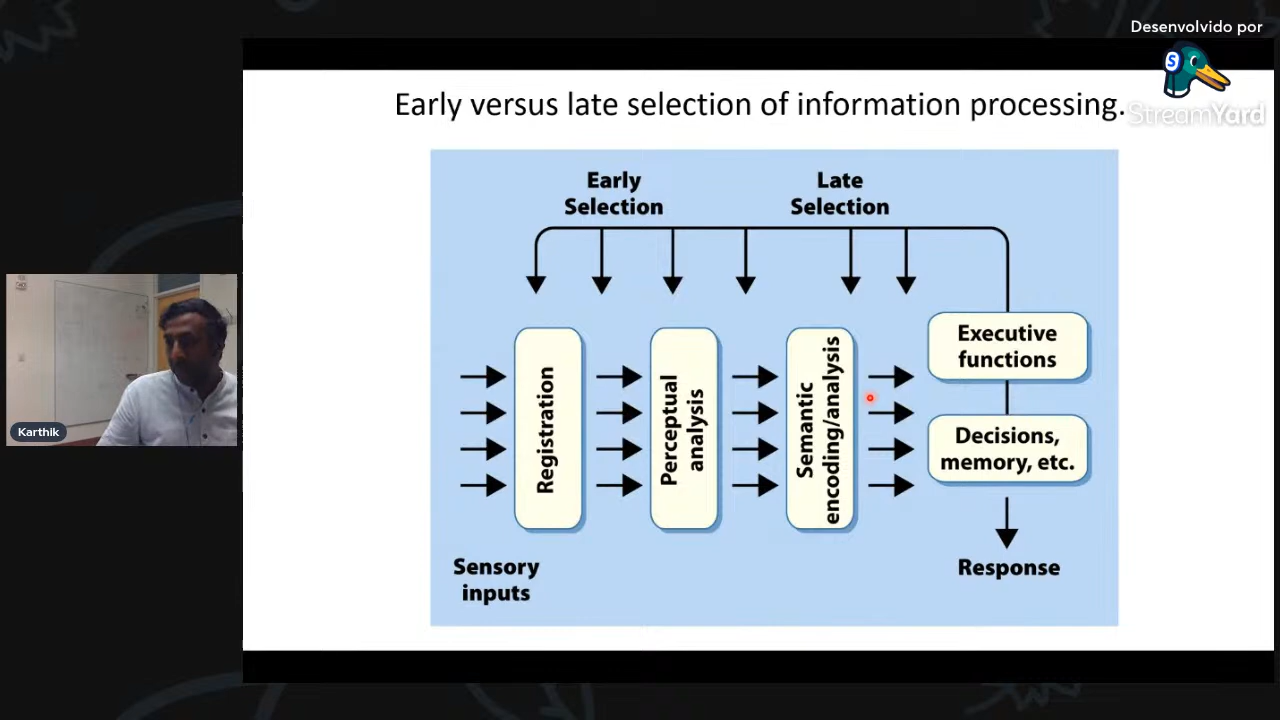 Desenvolvido por
S
StreamYard
Early versus late selection of information processing.
Early
Selection
Late
Selection
Registration
Perceptual
analysis
Semantic
encoding/analysis
Executive
functions
Decisions,
memory, etc.
Sensory
inputs
Response
Karthik